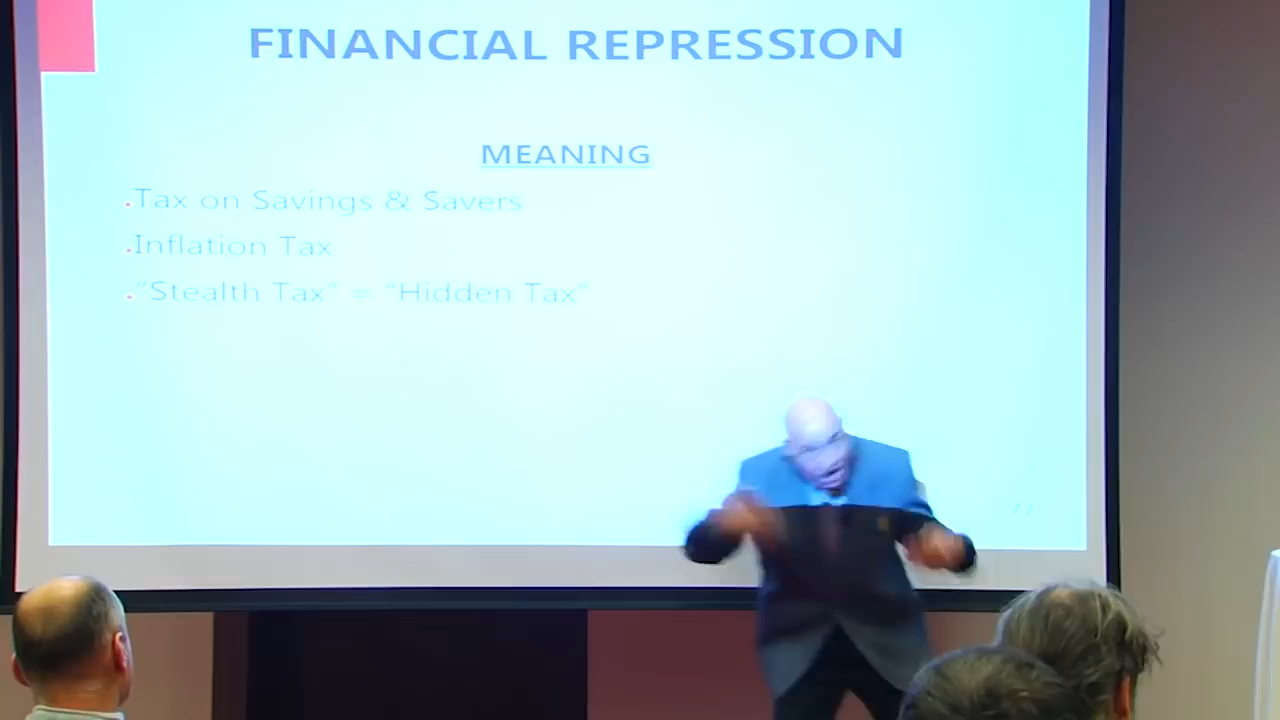 FINANCIAL REPRESSION
MEANING
.Tax on Savings & Savers
.Inflation Tax
."Stealth Tax" = "Hidden Tax"